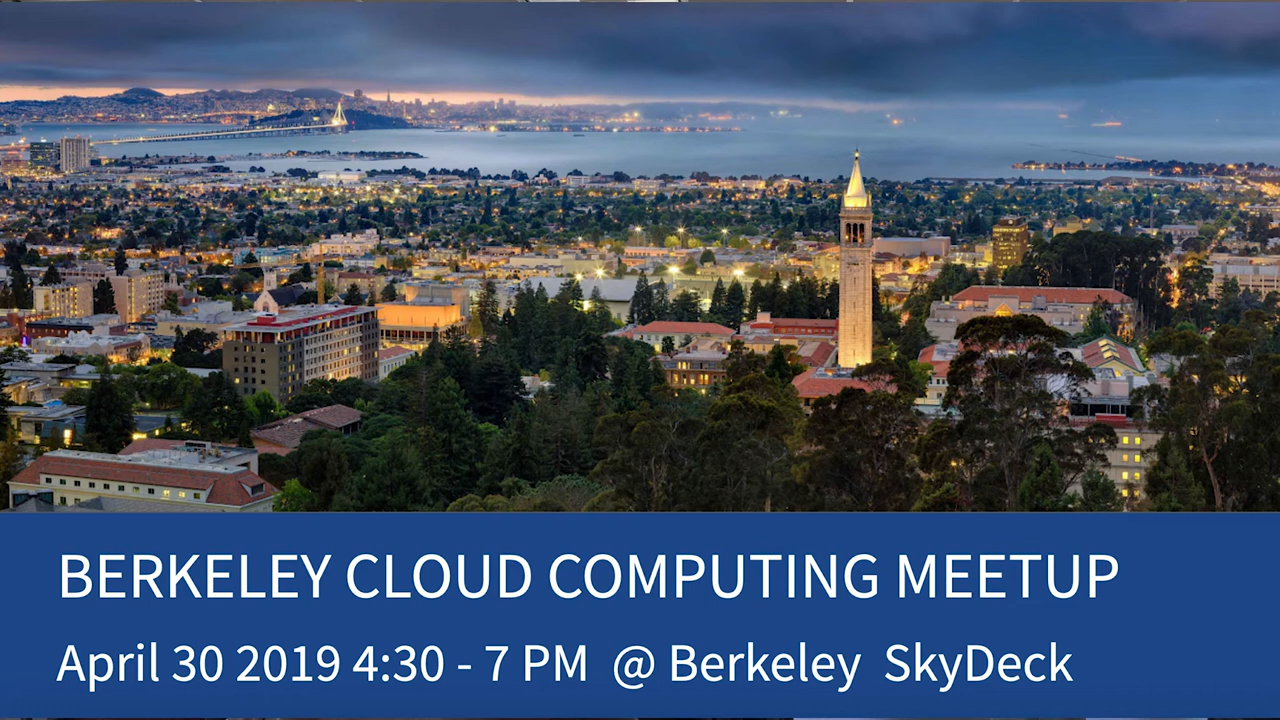 BERKELEY CLOUD COMPUTING MEETUP
April 30 2019 4:30 - 7 PM @ Berkeley SkyDeck